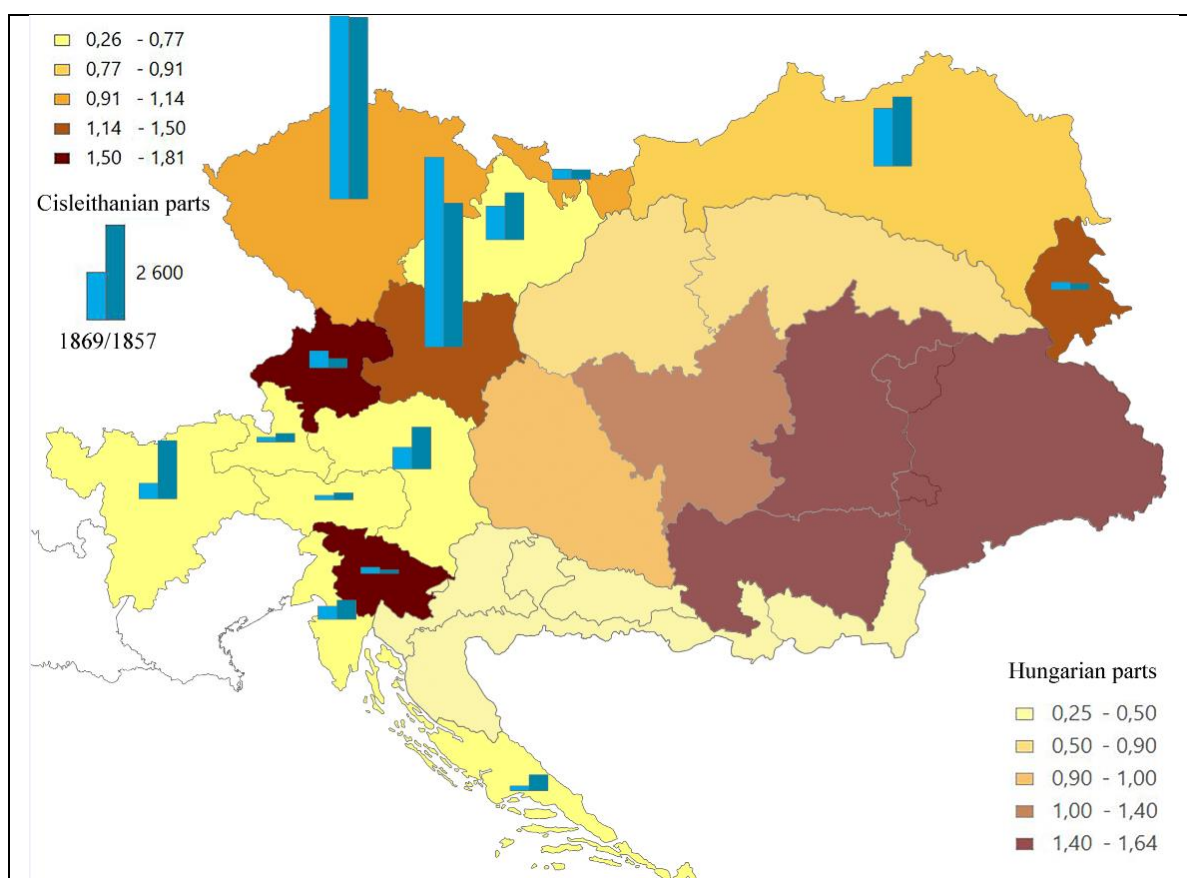 0,26 - 0,77
0,77 - 0,91
0,91 - 1,14
1,14 - 1,50
1,50 - 1,81
Cisleithanian parts
2 600
1869/1857
Hungarian parts
0,25 - 0,50
0,50 - 0,90
0,90 - 1,00
1,00 - 1,40
1,40 - 1,64